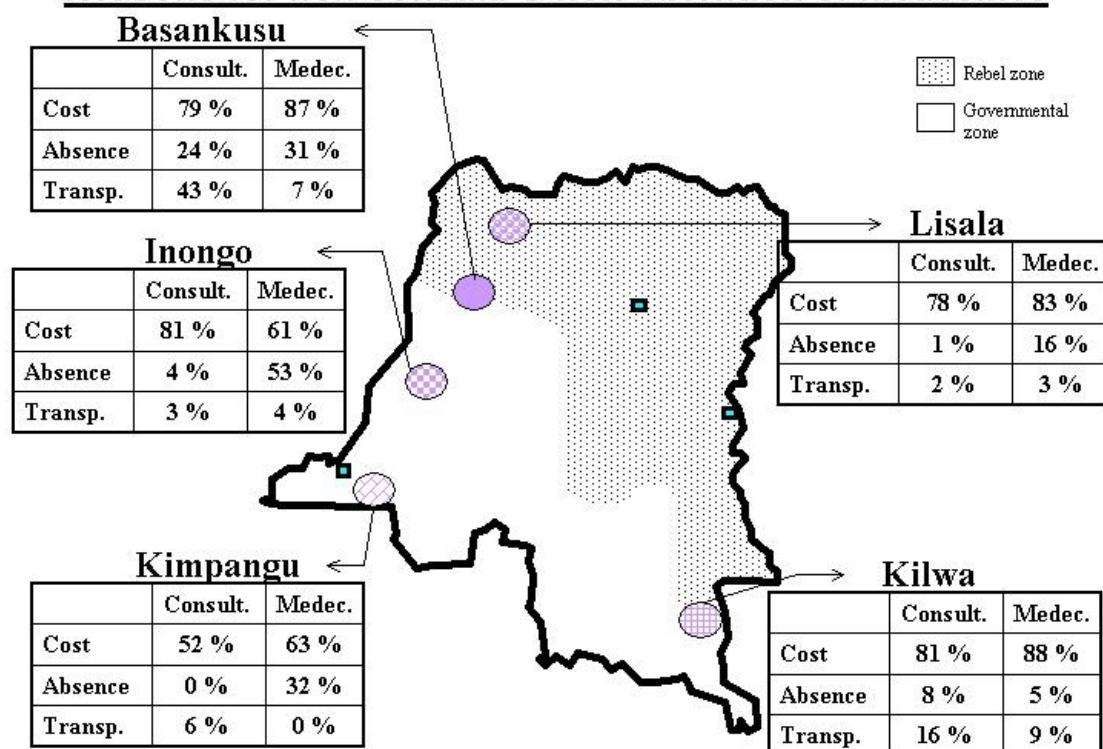 Basankusu
Consult. Medec.
Cost 79 % 87 %
Absence 24 % 31 %
Transp. 43 % 7 %
Rebel zone
Governmental
zone
Inongo
Consult. Medec.
Cost 81 % 61 %
Absence 4 % 53 %
Transp. 3 % 4 %
Lisala
Consult. Medec.
Cost 78 % 83 %
Absence 1 % 16 %
Transp. 2 % 3 %
Kimpangu
Consult. Medec.
Cost 52 % 63 %
Absence 0 % 32 %
Transp. 6 % 0 %
Kilwa
Consult. Medec.
Cost 81 % 88 %
Absence 8 % 5 %
Transp. 16 % 9 %